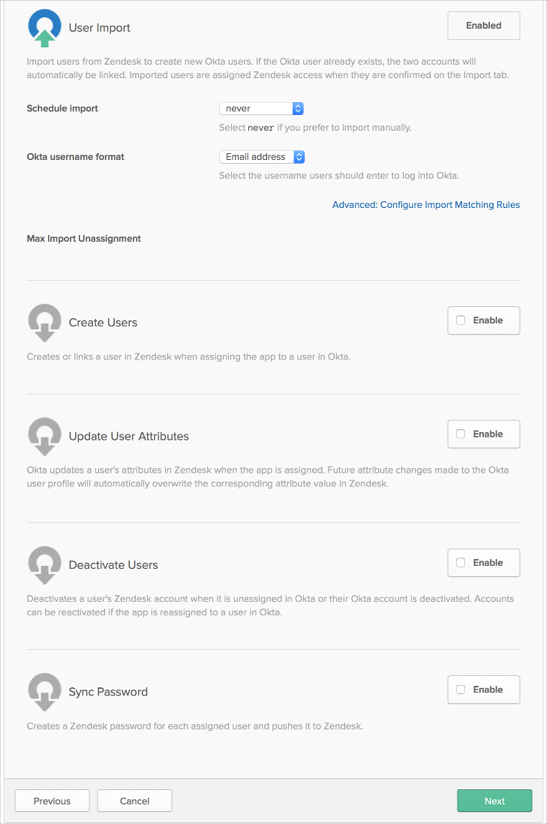 User Import
Enabled
Import users from Zendesk to create new Okta users. If the Okta user already exists, the two accounts will
automatically be linked. Imported users are assigned Zendesk access when they are confirmed on the Import tab.
Schedule import
never
Select never if you prefer to import manually.
Okta username format
Email address
Select the username users should enter to log into Okta.
Advanced: Configure Import Matching Rules
Max Import Unassignment
Create Users
Enable
Creates or links a user in Zendesk when assigning the app to a user in Okta.
Update User Attributes
Enable
Okta updates a user's attributes in Zendesk when the app is assigned. Future attribute changes made to the Okta
user profile will automatically overwrite the corresponding attribute value in Zendesk.
Deactivate Users
Enable
Deactivates a user's Zendesk account when it is unassigned in Okta or their Okta account is deactivated. Accounts
can be reactivated if the app is reassigned to a user in Okta.
Sync Password
Enable
Creates a Zendesk password for each assigned user and pushes it to Zendesk.
Previous
Cancel
Next